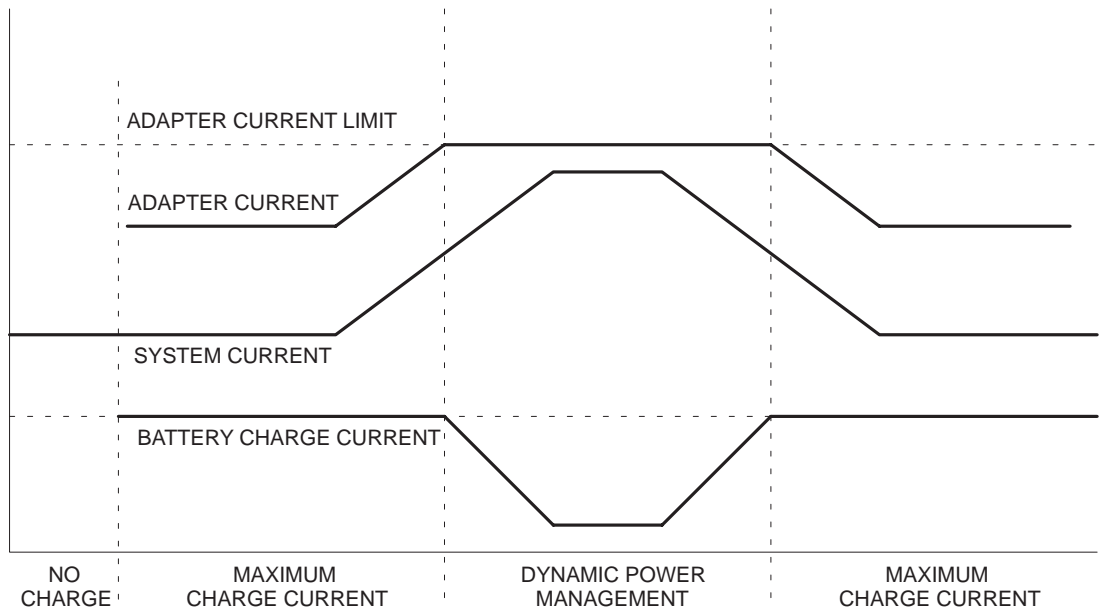 ADAPTER CURRENT LIMIT
ADAPTER CURRENT
SYSTEM CURRENT
BATTERY CHARGE CURRENT
NO
CHARGE
MAXIMUM
CHARGE CURRENT
DYNAMIC POWER
MANAGEMENT
MAXIMUM
CHARGE CURRENT